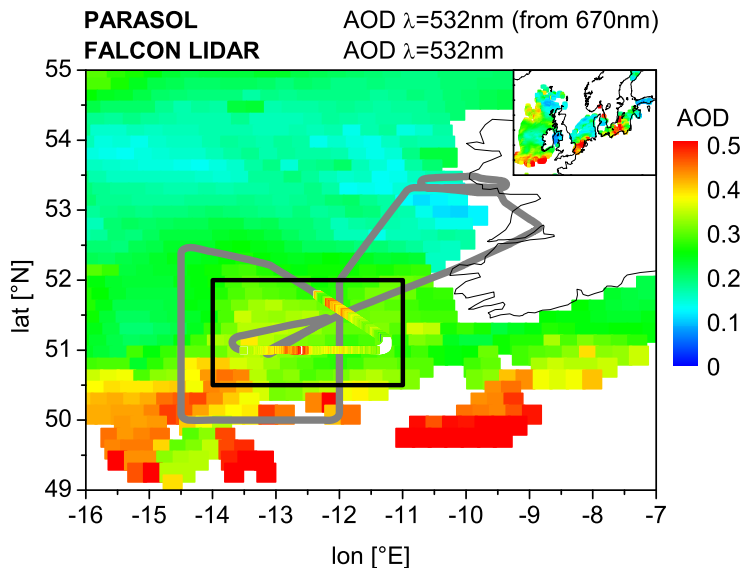 PARASOL AOD λ=532nm (from 670nm)
FALCON LIDAR AOD λ=532nm
55
54
53
52
51
50
49
lat [°N]
-16 -15 -14 -13 -12 -11 -10 -9 -8 -7
lon [°E]
AOD
0.5
0.4
0.3
0.2
0.1
0